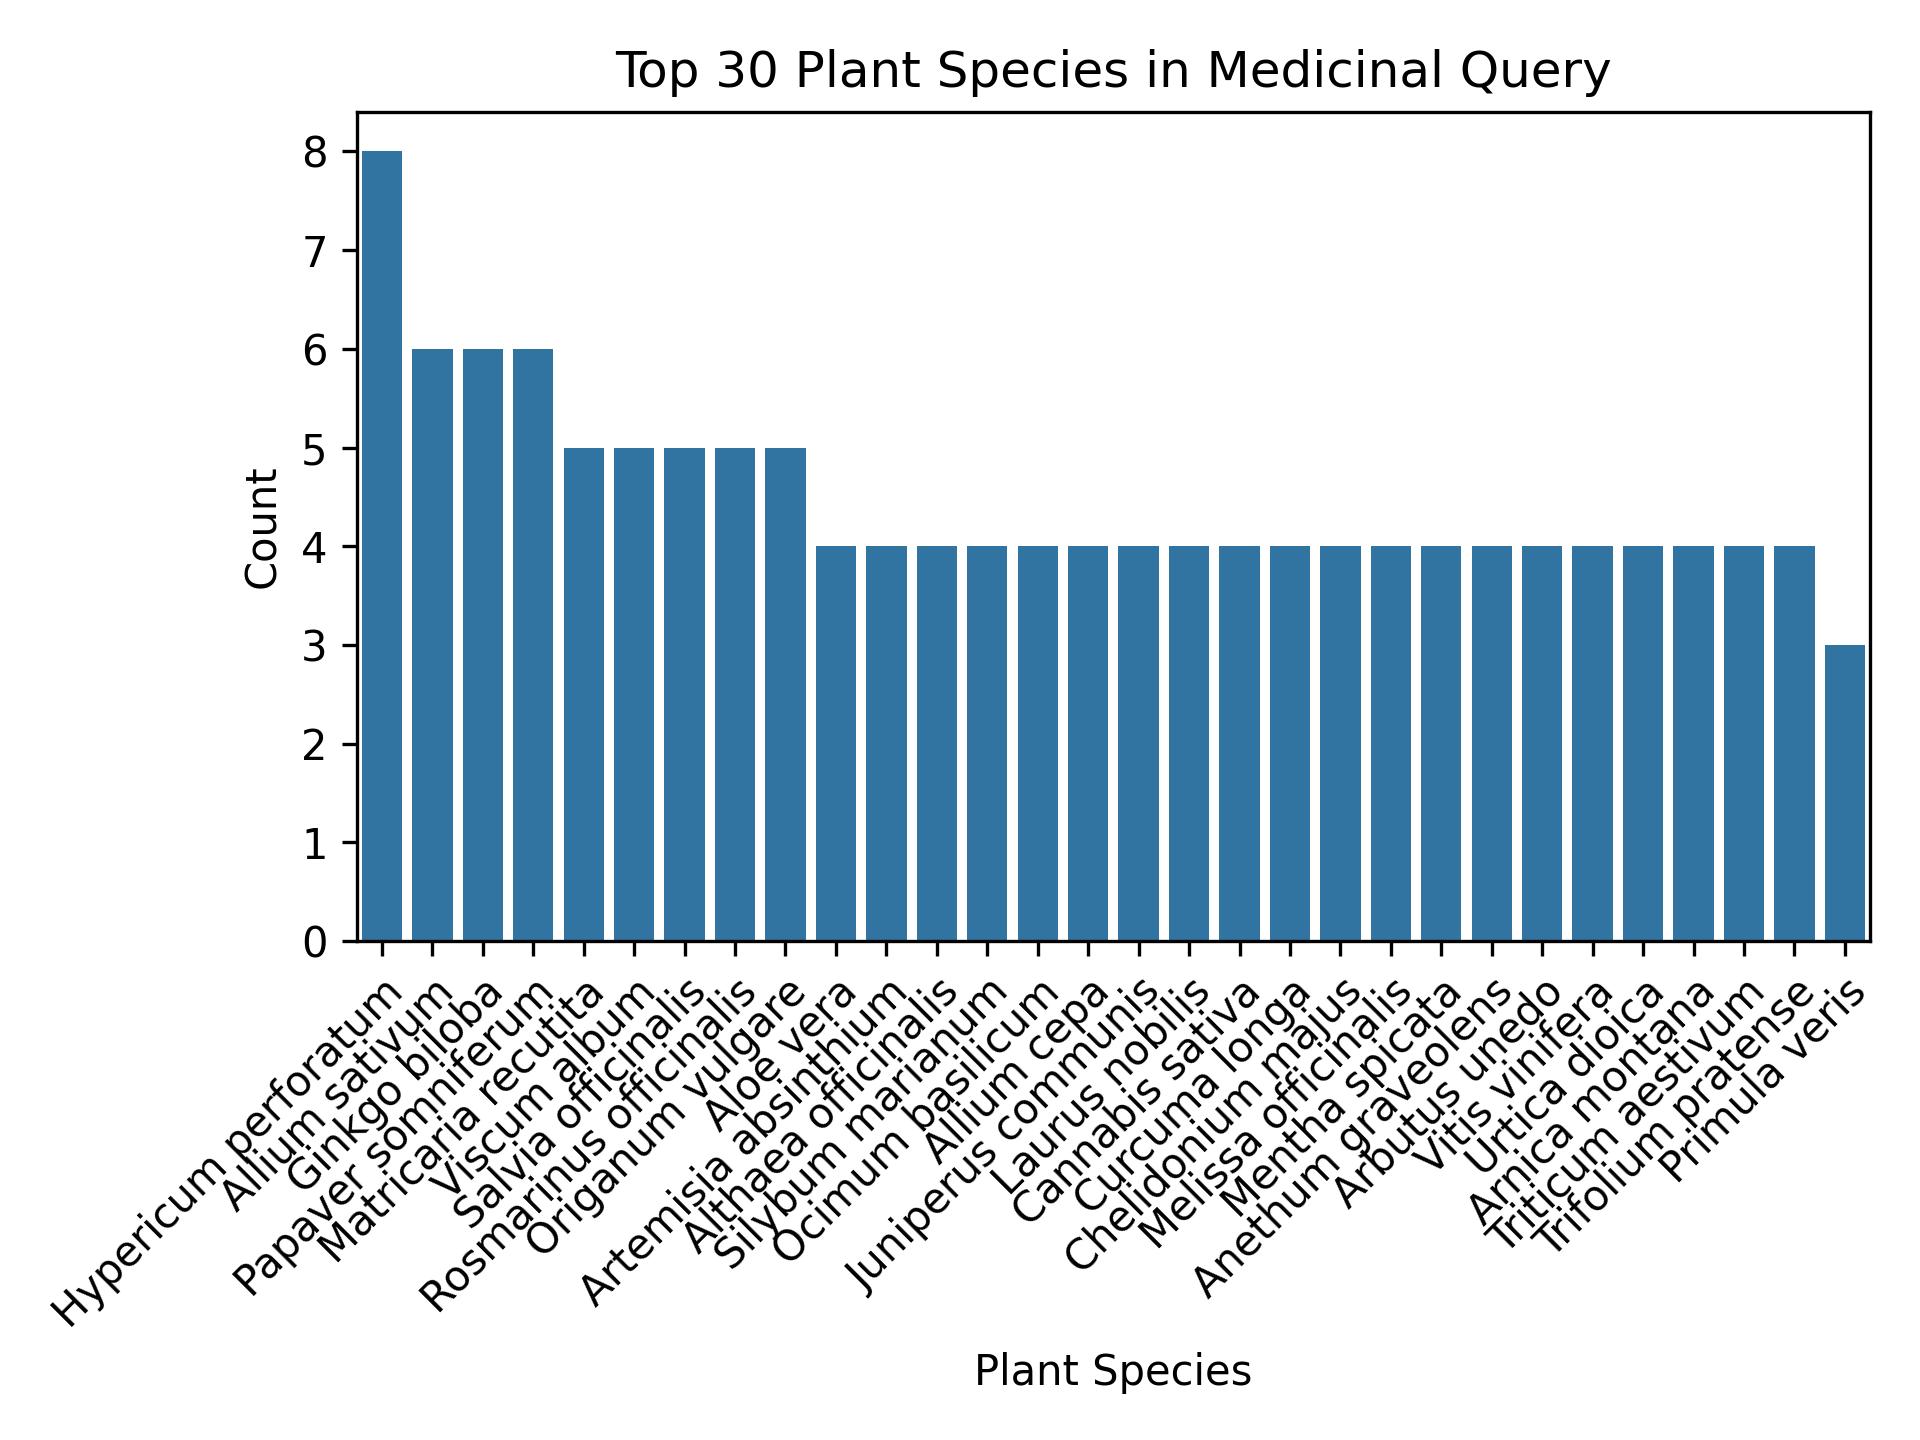 Top 30 Plant Species in Medicinal Query
8
7
6
5
4
3
2
1
0
Count
Hypericum perforatum
Allium sativum
Ginkgo biloba
Papaver somniferum
Matricaria recutita
Viscum album
Salvia officinalis
Rosmarinus officinalis
Origanum vulgare
Aloe vera
Artemisia absinthium
Althaea officinalis
Silybum marianum
Ocimum basilicum
Allium cepa
Juniperus communis
Laurus nobilis
Cannabis sativa
Curcuma longa
Chelidonium majus
Melissa officinalis
Mentha spicata
Anethum graveolens
Arbutus unedo
Vitis vinifera
Urtica dioica
Arnica montana
Triticum aestivum
Trifolium pratense
Primula veris
Plant Species